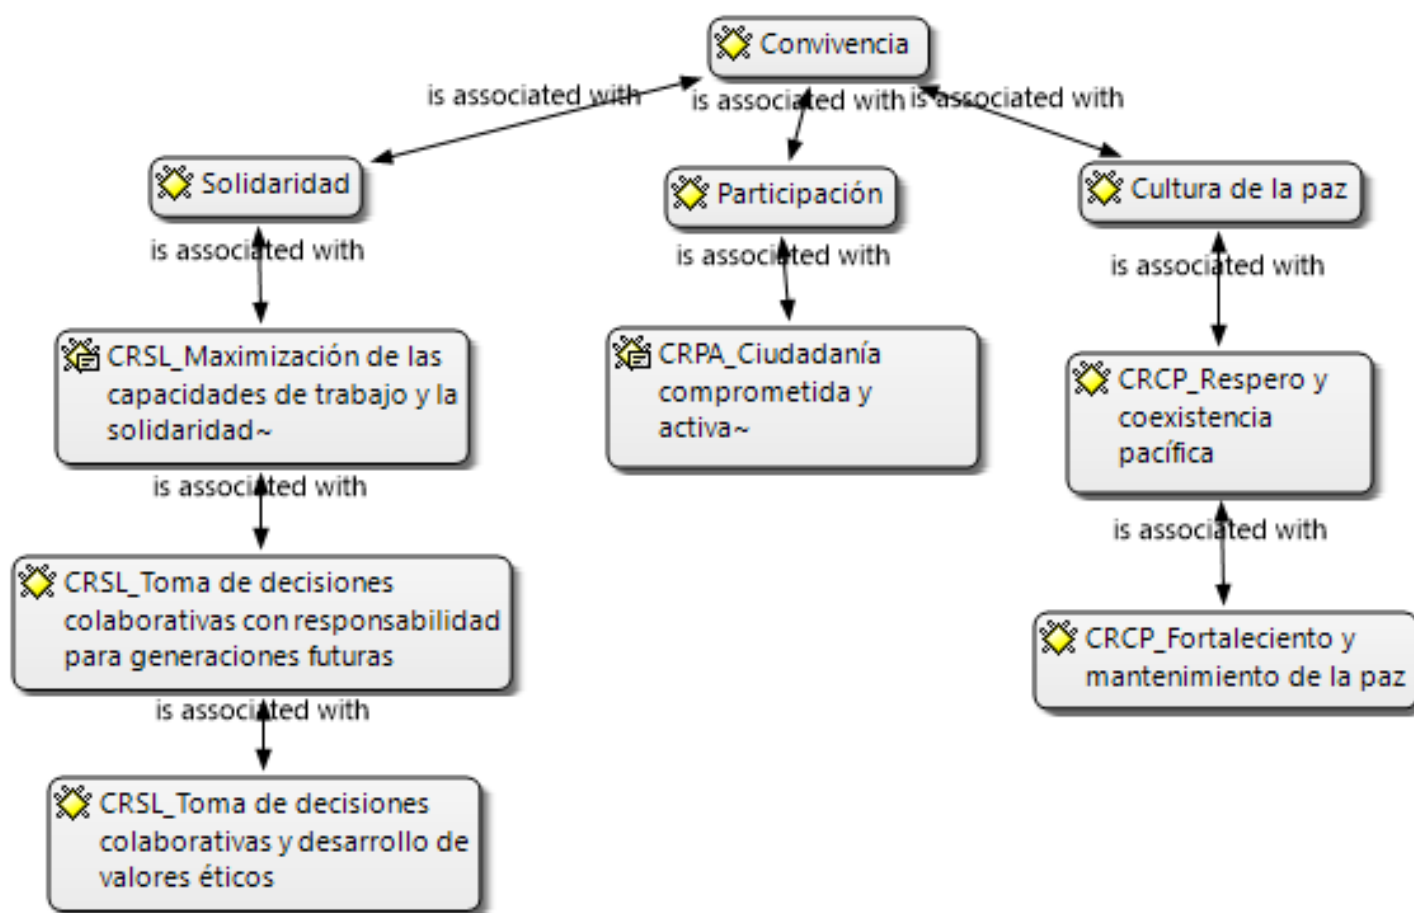 Convivencia
is associated with
is associated with
is associated with
Solidaridad
Participación
Cultura de la paz
is associated with
is associated with
is associated with
CRSL_Maximización de las
capacidades de trabajo y la
solidaridad~
CRPA_Ciudadanía
comprometida y
activa~
CRCP_Respero y
coexistencia
pacífica
is associated with
is associated with
CRSL_Toma de decisiones
colaborativas con responsabilidad
para generaciones futuras
CRCP_Fortaleciento y
mantenimiento de la paz
is associated with
CRSL_Toma de decisiones
colaborativas y desarrollo de
valores éticos